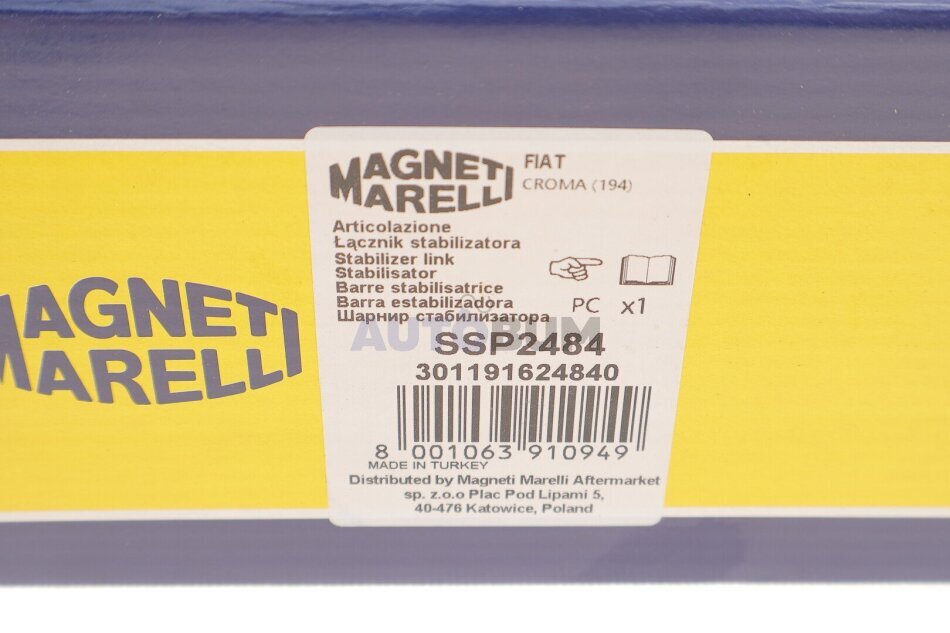 MAGNETI
MARELLI
MAGNETI
MARELLI
FIAT
CROMA (194)
Articolazione
Łącznik stabilizatora
Stabilizer link
Stabilisator
Barre stabilisatrice
Barra estabilizadora
Шарнир стабилизатора
PC x1
AUTOBUM
SSP2484
301191624840
8 001063 910949
MADE IN TURKEY
Distributed by Magneti Marelli Aftermarket
sp. z.o.o Plac Pod Lipami 5,
40-476 Katowice, Poland